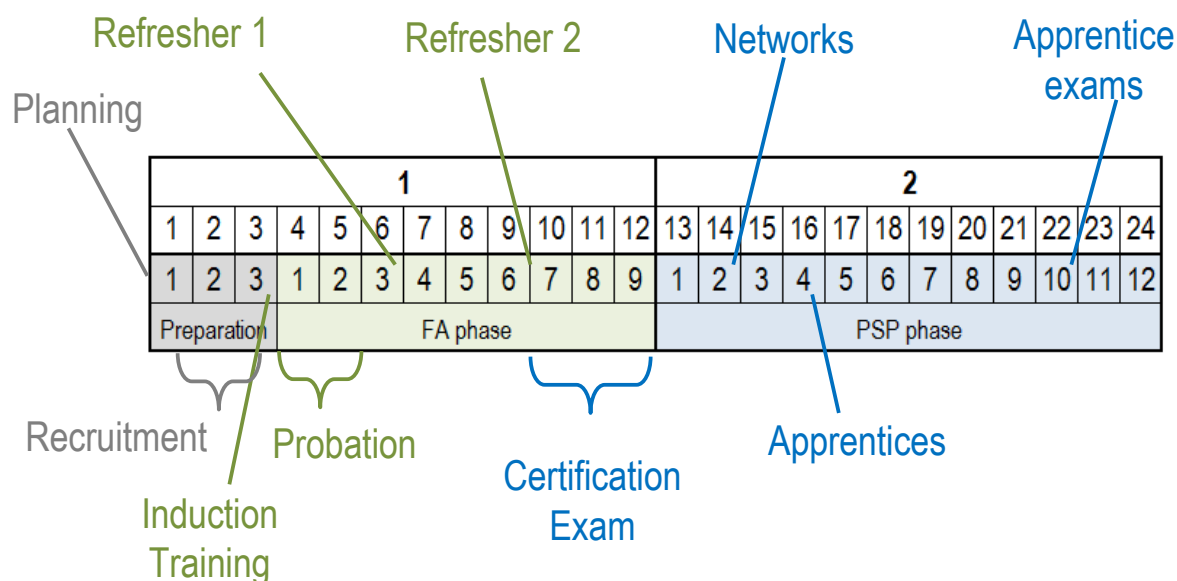 Refresher 1
Refresher 2
Networks
Apprentice
exams
Planning
1 2
1 2 3 4 5 6 7 8 9 10 11 12 13 14 15 16 17 18 19 20 21 22 23 24
1 2 3 1 2 3 4 5 6 7 8 9 1 2 3 4 5 6 7 8 9 10 11 12
Preparation FA phase PSP phase
Recruitment
Probation
Apprentices
Certification
Exam
Induction
Training